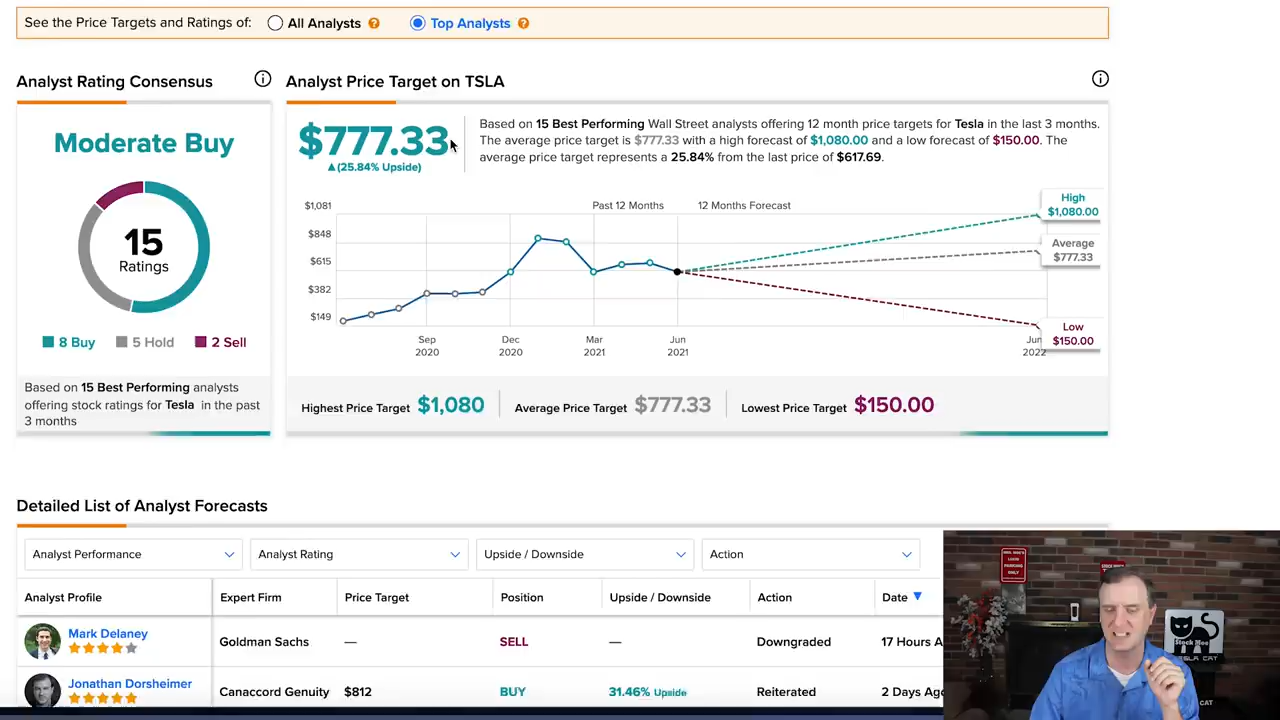 See the Price Targets and Ratings of: All Analysts ? Top Analysts ?
Analyst Rating Consensus
Moderate Buy
15
Ratings
8 Buy 5 Hold 2 Sell
Based on 15 Best Performing analysts
offering stock ratings for Tesla in the past
3 months
Analyst Price Target on TSLA
$777.33
▲(25.84% Upside)
Based on 15 Best Performing Wall Street analysts offering 12 month price targets for Tesla in the last 3 months.
The average price target is $777.33 with a high forecast of $1,080.00 and a low forecast of $150.00. The
average price target represents a 25.84% from the last price of $617.69.
Past 12 Months 12 Months Forecast
$1,081
$848
$615
$382
$149
Sep
2020
Dec
2020
Mar
2021
Jun
2021
Jun
2022
High
$1,080.00
Average
$777.33
Low
$150.00
Highest Price Target $1,080 Average Price Target $777.33 Lowest Price Target $150.00
Detailed List of Analyst Forecasts
Analyst Performance Analyst Rating Upside / Downside Action
Analyst Profile Expert Firm Price Target Position Upside / Downside Action Date ▼
Mark Delaney Goldman Sachs — SELL — Downgraded 17 Hours A
Jonathan Dorsheimer Canaccord Genuity $812 BUY 31.46% Upside Reiterated 2 Days Ago
Stock Moe
TESLA CAT
CAT